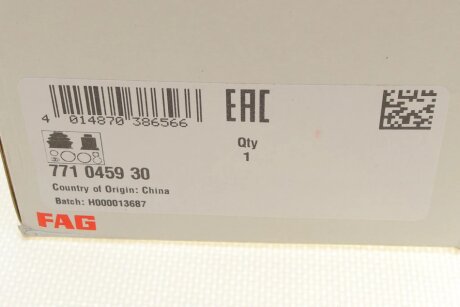 4 014870 386566
EAC
Qty
1
771 0459 30
Country of Origin: China
Batch: H000013687
FAG